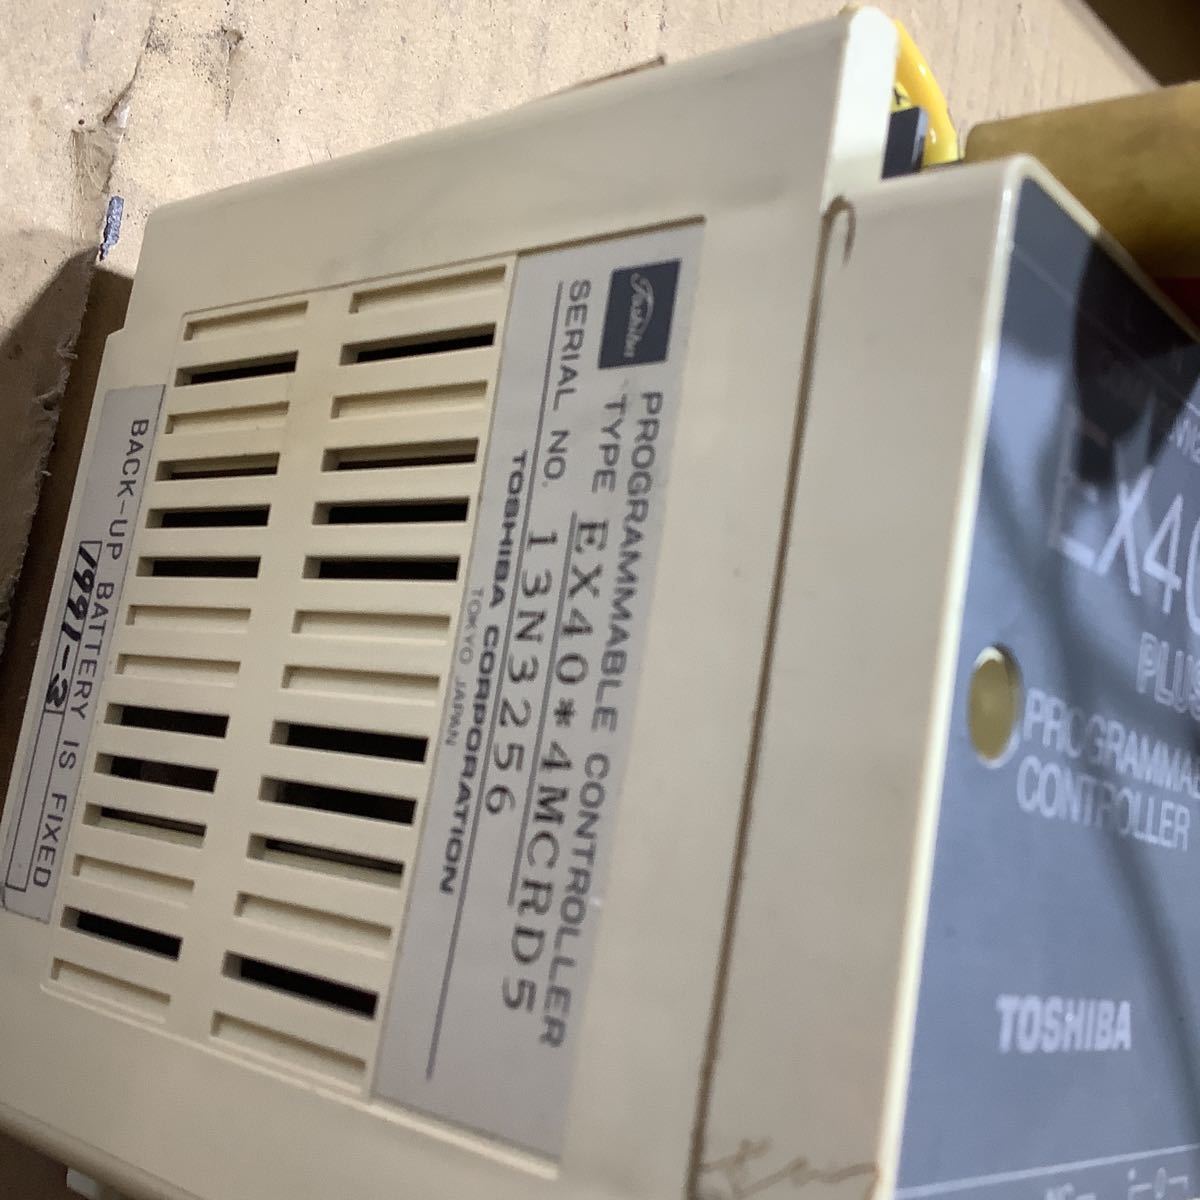 Toshiba
PROGRAMMABLE CONTROLLER
TYPE EX40*4MCRD5
SERIAL NO. 13N3256
TOSHIBA CORPORATION
TOKYO JAPAN
BACK-UP BATTERY IS FIXED
1991-3
EX40
PLUS
PROGRAMMA
CONTROLLER
TOSHIBA